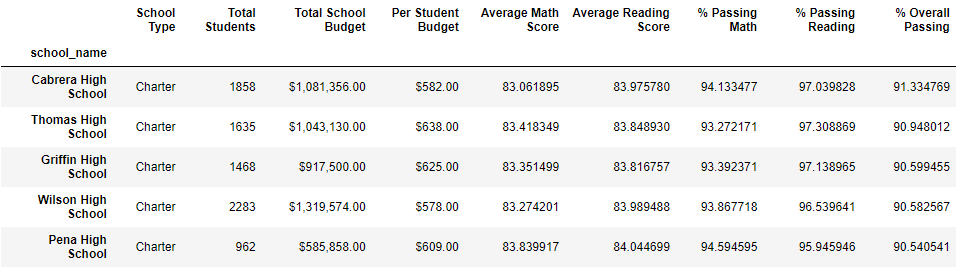 School Type Total Students Total School Budget Per Student Budget Average Math Score Average Reading Score % Passing Math % Passing Reading % Overall Passing
school_name
Cabrera High School Charter 1858 $1,081,356.00 $582.00 83.061895 83.975780 94.133477 97.039828 91.334769
Thomas High School Charter 1635 $1,043,130.00 $638.00 83.418349 83.848930 93.272171 97.308869 90.948012
Griffin High School Charter 1468 $917,500.00 $625.00 83.351499 83.816757 93.392371 97.138965 90.599455
Wilson High School Charter 2283 $1,319,574.00 $578.00 83.274201 83.989488 93.867718 96.539641 90.582567
Pena High School Charter 962 $585,858.00 $609.00 83.839917 84.044699 94.594595 95.945946 90.540541